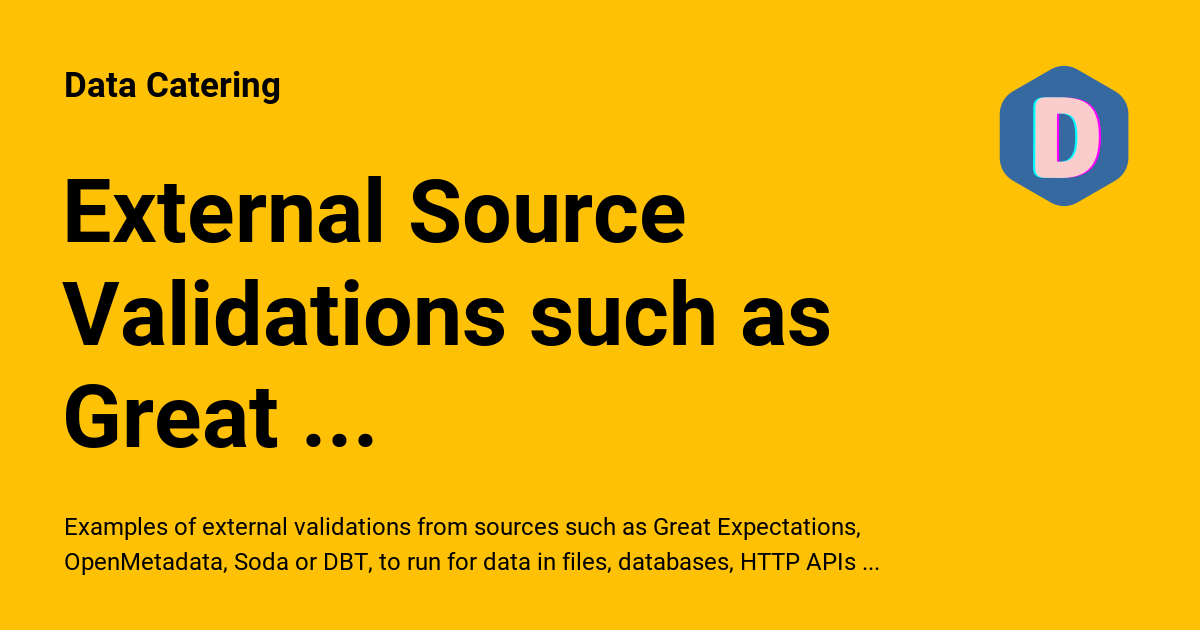 Data Catering
D
External Source
Validations such as
Great ...
Examples of external validations from sources such as Great Expectations,
OpenMetadata, Soda or DBT, to run for data in files, databases, HTTP APIs ...